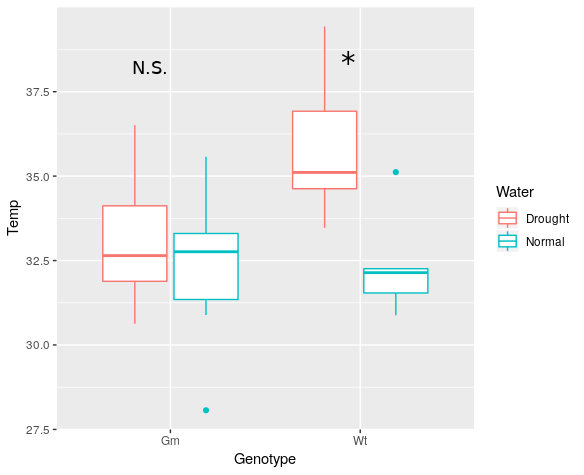 N.S.
*
37.5
35.0
32.5
30.0
27.5
Temp
Gm
Wt
Genotype
Water
Drought
Normal